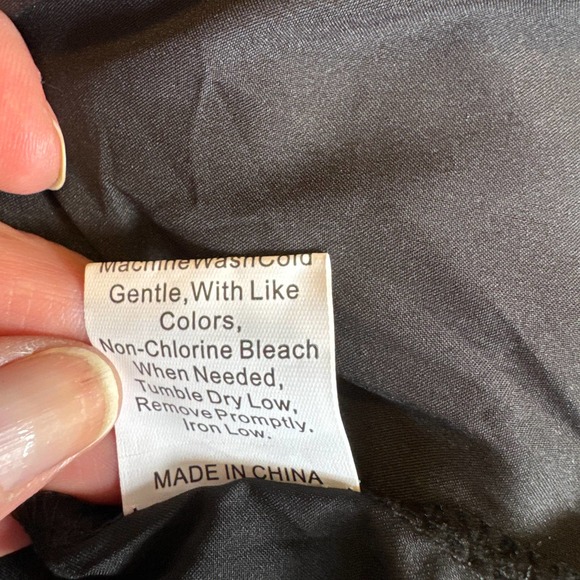 MachineWashCold
Gentle,With Like
Colors,
Non-Chlorine Bleach
When Needed,
Tumble Dry Low,
Remove Promptly.
Iron Low.
MADE IN CHINA